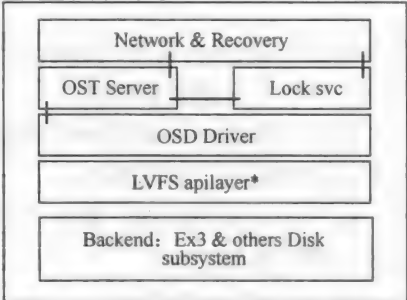 Network & Recovery
OST Server
Lock svc
OSD Driver
LVFS apilayer*
Backend: Ex3 & others Disk
subsystem